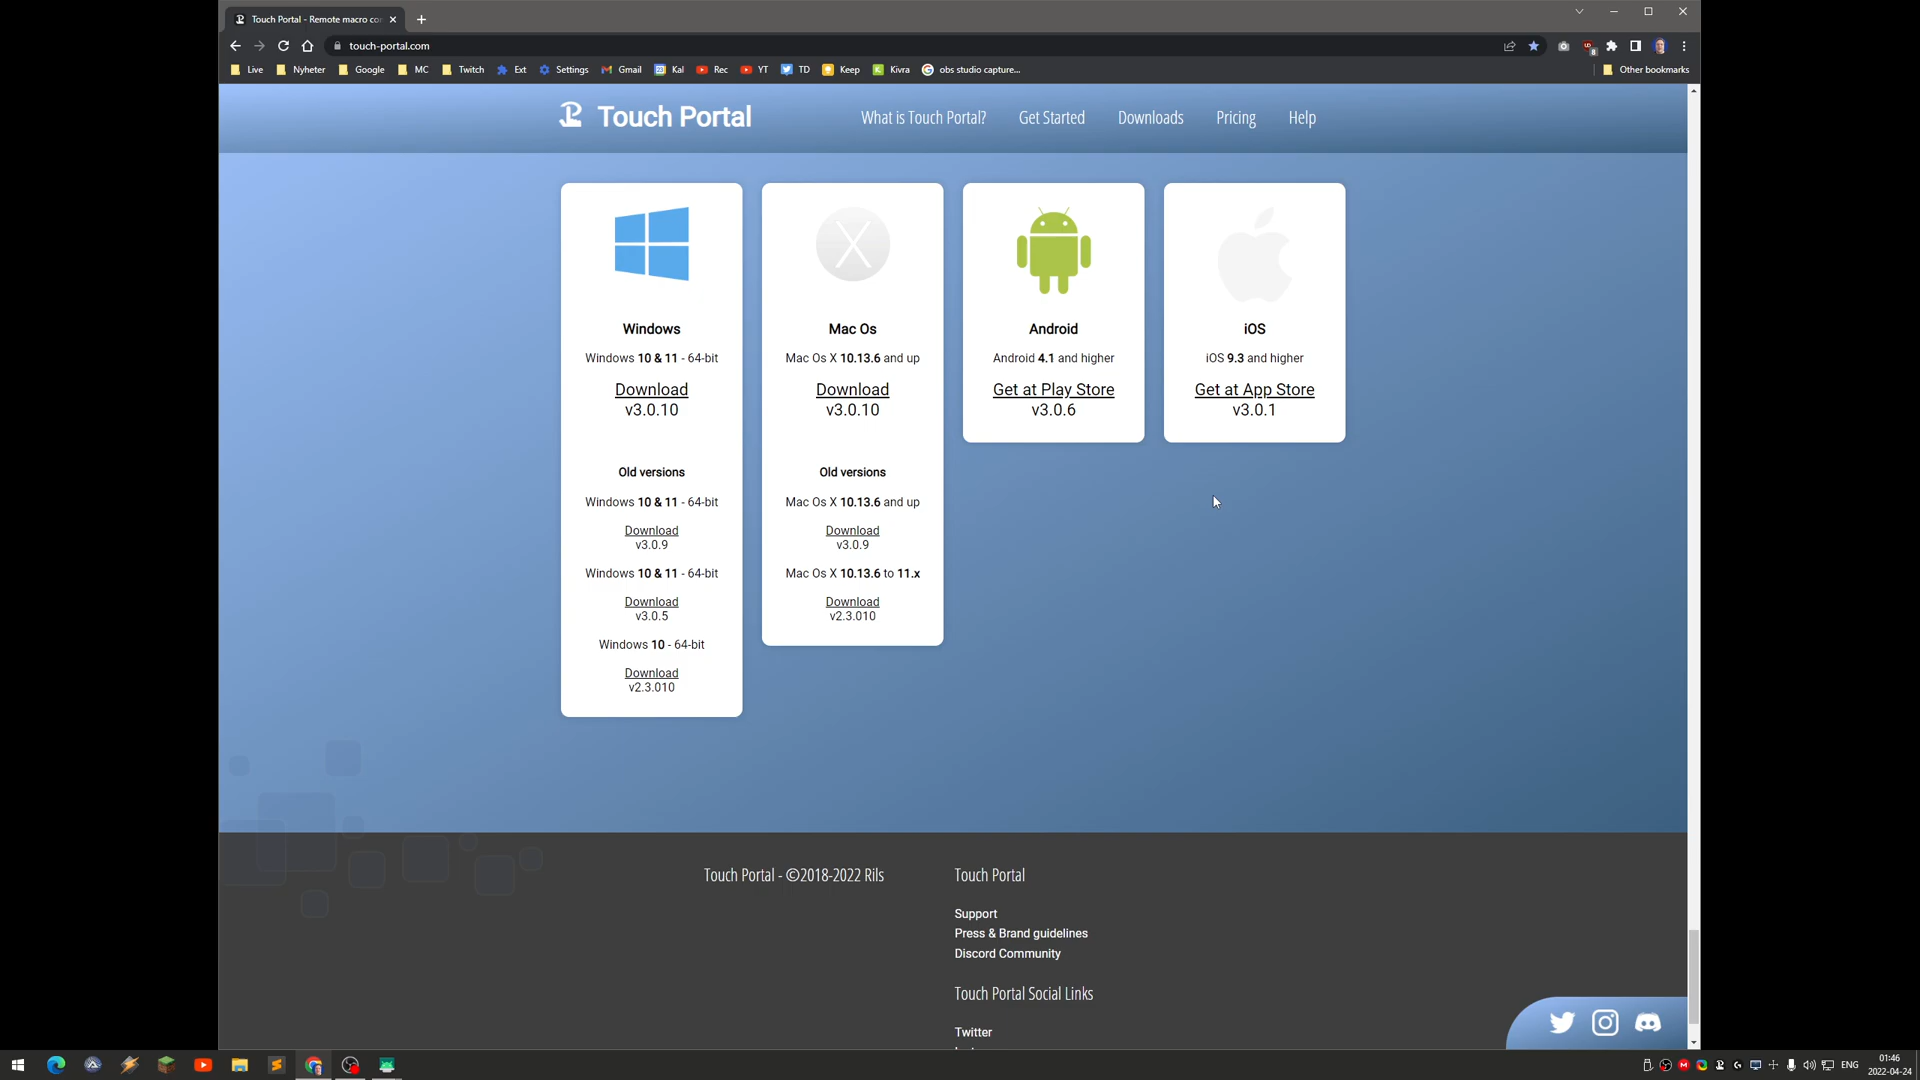 Touch Portal - Remote macro co
touch-portal.com
Live Nyheter Google MC Twitch Ext Settings Gmail Kal Rec YT TD Keep Kivra obs studio capture... Other bookmarks
Touch Portal
What is Touch Portal? Get Started Downloads Pricing Help
Windows
Windows 10 & 11 - 64-bit
Download
v3.0.10
Old versions
Windows 10 & 11 - 64-bit
Download
v3.0.9
Windows 10 & 11 - 64-bit
Download
v3.0.5
Windows 10 - 64-bit
Download
v2.3.010
Mac Os
Mac Os X 10.13.6 and up
Download
v3.0.10
Old versions
Mac Os X 10.13.6 and up
Download
v3.0.9
Mac Os X 10.13.6 to 11.x
Download
v2.3.010
Android
Android 4.1 and higher
Get at Play Store
v3.0.6
iOS
iOS 9.3 and higher
Get at App Store
v3.0.1
Touch Portal - ©2018-2022 Rils
Touch Portal
Support
Press & Brand guidelines
Discord Community
Touch Portal Social Links
Twitter
ENG
01:46
2022-04-24